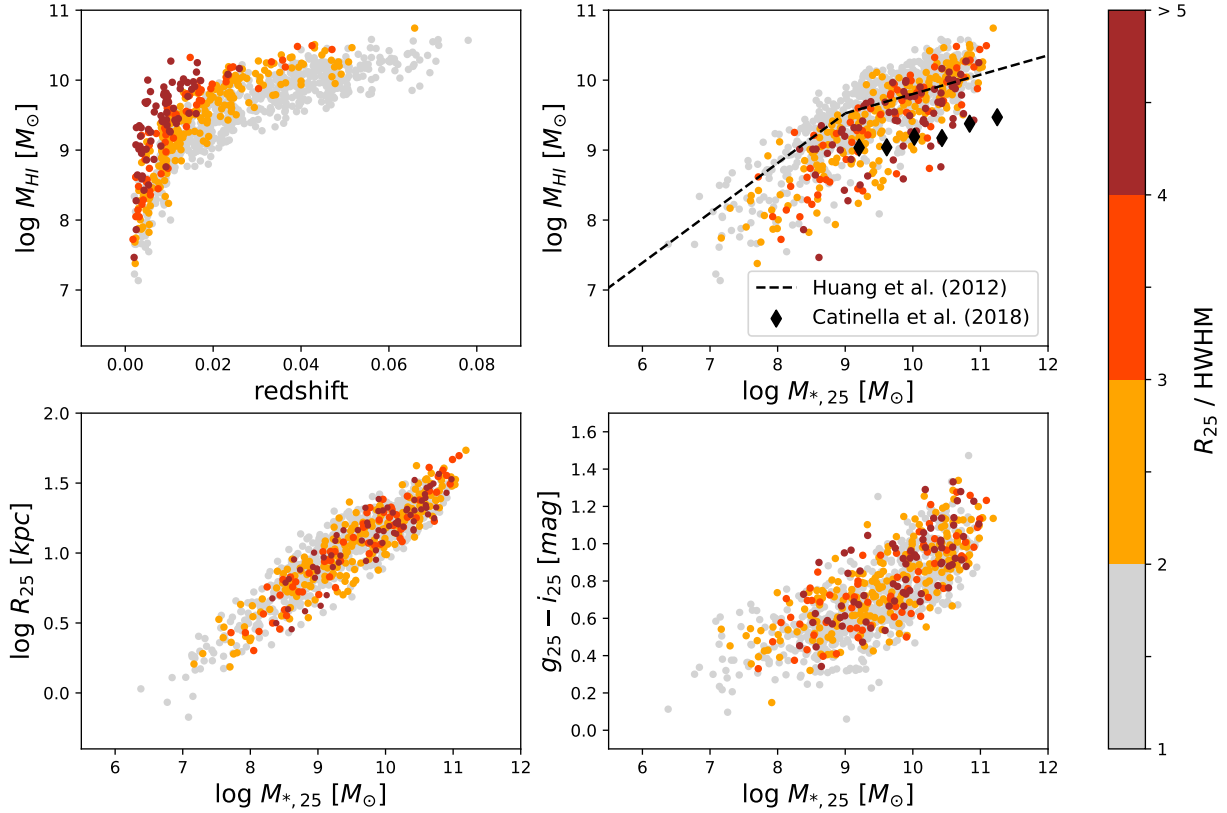 11
10
9
8
7
log M_HI [M_⊙]
0.00 0.02 0.04 0.06 0.08
redshift
11
10
9
8
7
log M_HI [M_⊙]
Huang et al. (2012)
Catinella et al. (2018)
6 7 8 9 10 11 12
log M_*,25 [M_⊙]
2.0
1.5
1.0
0.5
0.0
log R_25 [kpc]
6 7 8 9 10 11 12
log M_*,25 [M_⊙]
1.6
1.4
1.2
1.0
0.8
0.6
0.4
0.2
0.0
g_25 − i_25 [mag]
6 7 8 9 10 11 12
log M_*,25 [M_⊙]
> 5
4
3
2
1
R_25 / HWHM